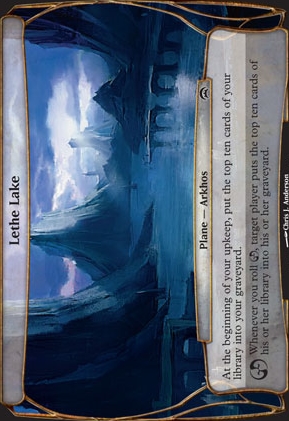 Lethe Lake
Plane — Arkhos
At the beginning of your upkeep, put the top ten cards of your
library into your graveyard.
Whenever you roll , target player puts the top ten cards of
his or her library into his or her graveyard.
Chris J. Anderson